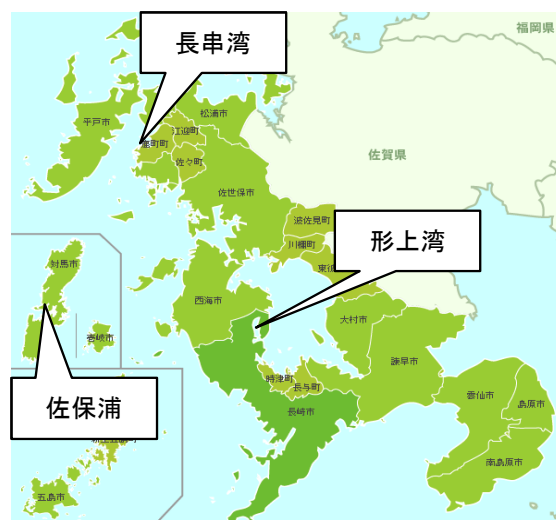 福岡県
長串湾
松浦市
平戸市
江迎町
鹿町町
佐々町
佐賀県
佐世保市
波佐見町
形上湾
川棚町
対馬市
西海市
壱岐市
大村市
諫早市
時津町
長与町
佐保浦
雲仙市
島原市
長崎市
南島原市
五島市